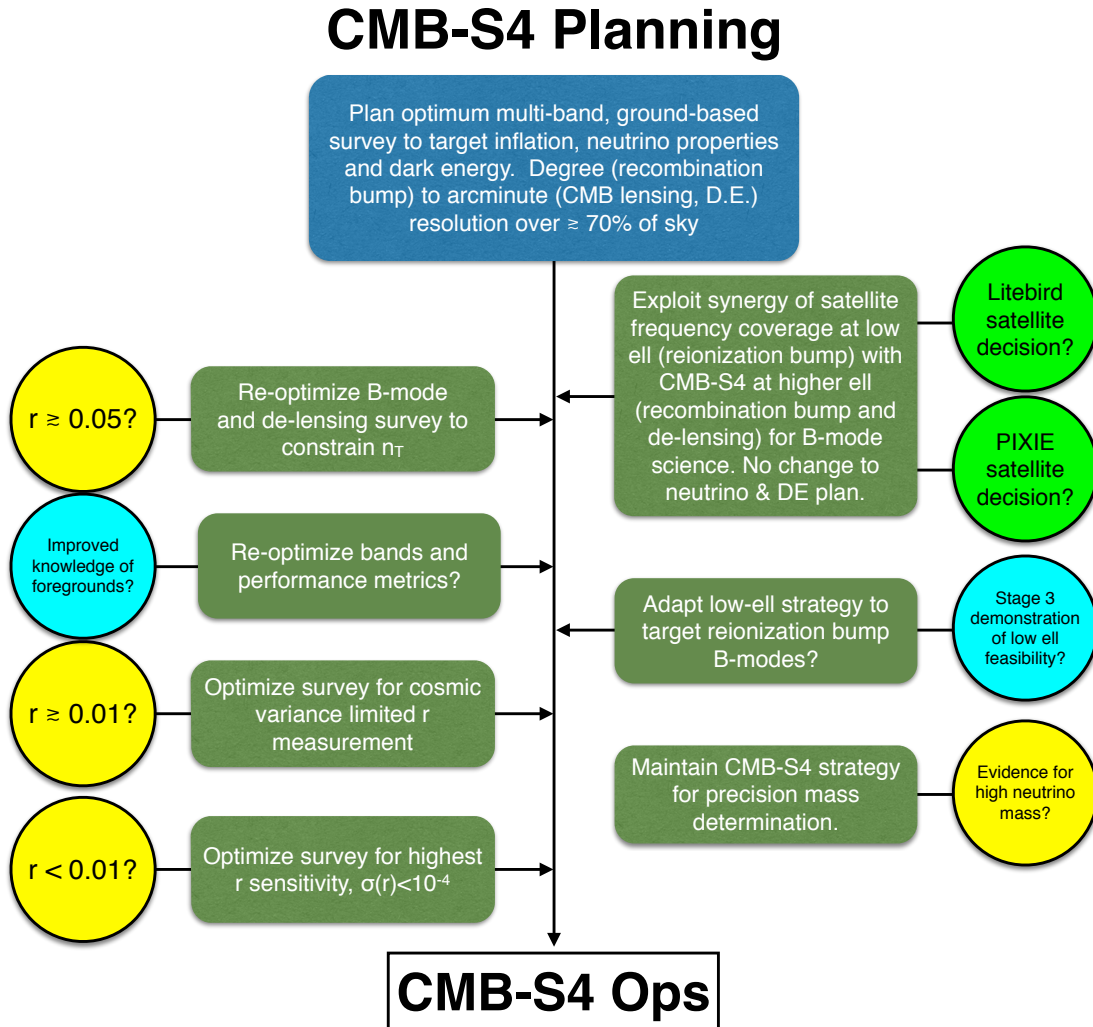 CMB-S4 Planning
Plan optimum multi-band, ground-based
survey to target inflation, neutrino properties
and dark energy.  Degree (recombination
bump) to arcminute (CMB lensing, D.E.)
resolution over ≳ 70% of sky
Exploit synergy of satellite
frequency coverage at low
ell (reionization bump) with
CMB-S4 at higher ell
(recombination bump and
de-lensing) for B-mode
science. No change to
neutrino & DE plan.
Litebird
satellite
decision?
PIXIE
satellite
decision?
r ≳ 0.05?
Re-optimize B-mode
and de-lensing survey to
constrain n_T
Improved
knowledge of
foregrounds?
Re-optimize bands and
performance metrics?
Adapt low-ell strategy to
target reionization bump
B-modes?
Stage 3
demonstration
of low ell
feasibility?
r ≳ 0.01?
Optimize survey for cosmic
variance limited r
measurement
Maintain CMB-S4 strategy
for precision mass
determination.
Evidence for
high neutrino
mass?
r < 0.01?
Optimize survey for highest
r sensitivity, σ(r)<10⁻⁴
CMB-S4 Ops